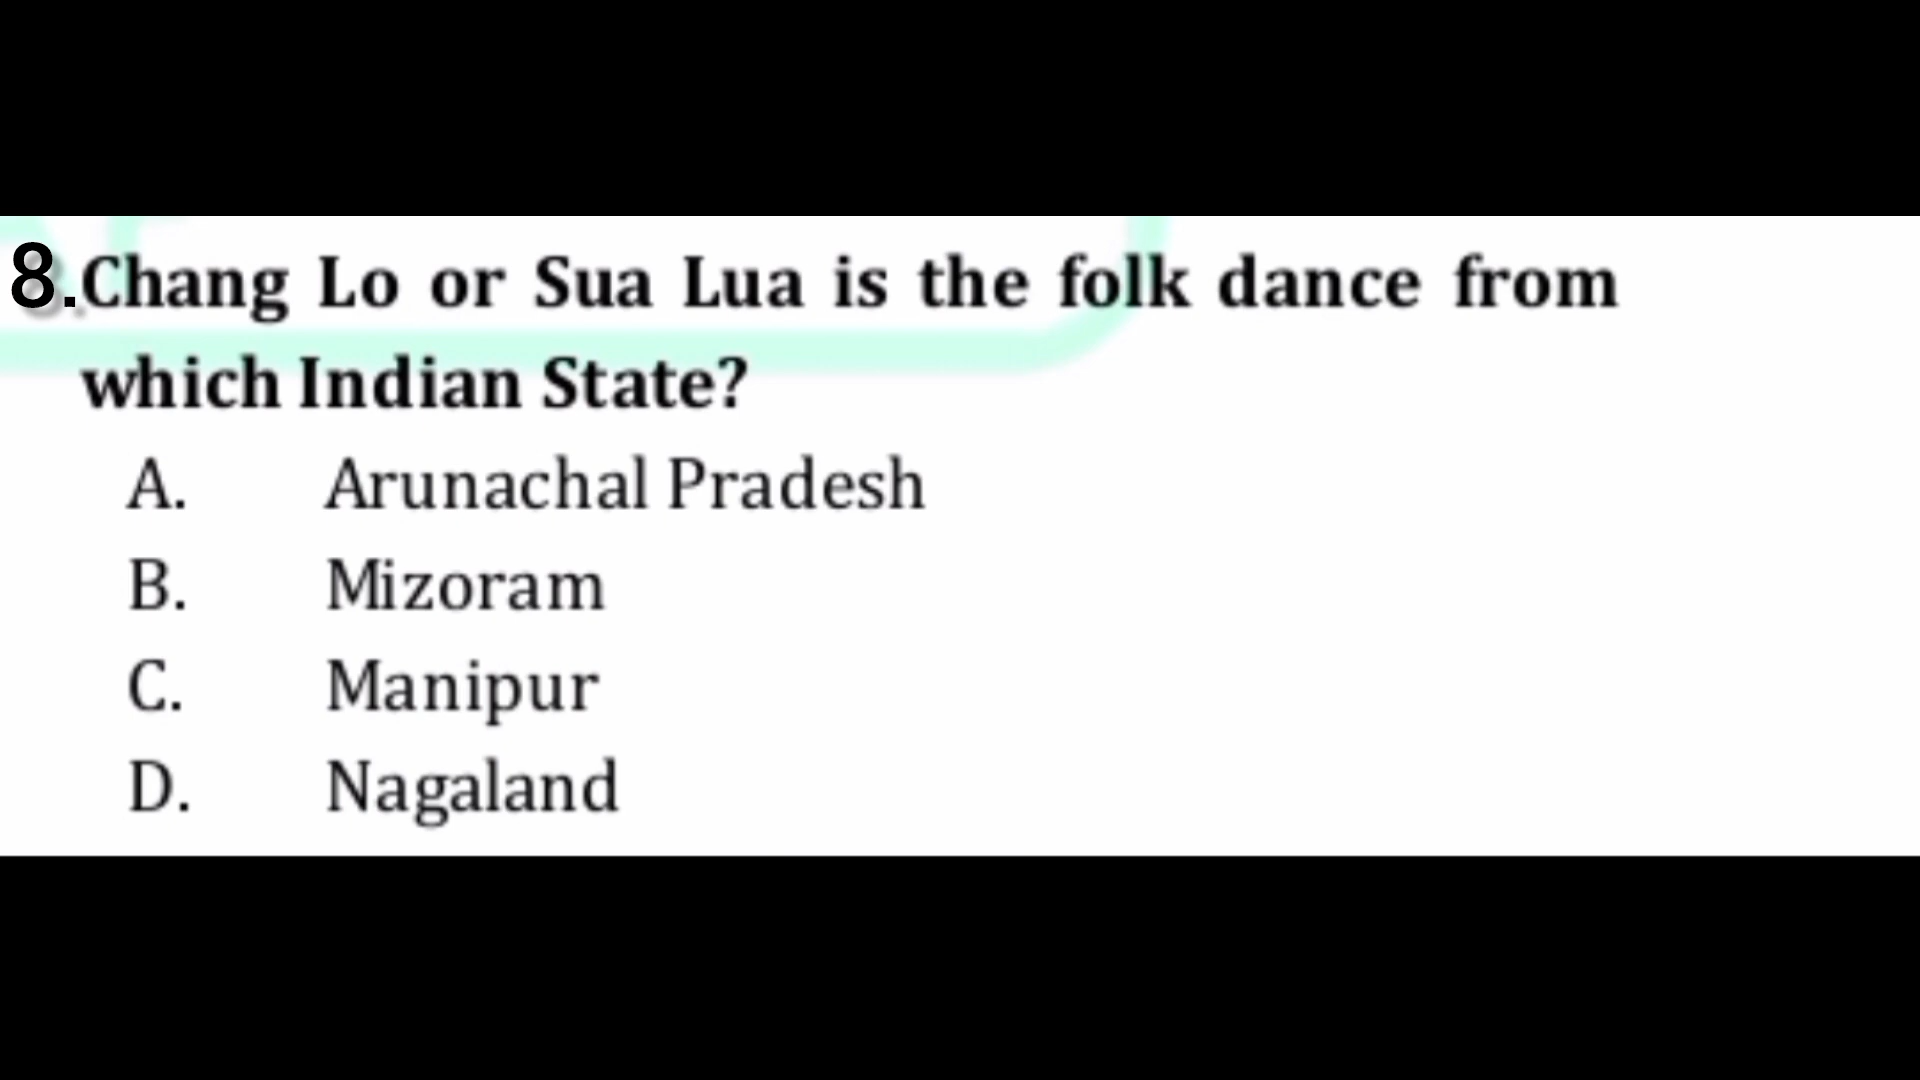 8.Chang Lo or Sua Lua is the folk dance from
which Indian State?
A. Arunachal Pradesh
B. Mizoram
C. Manipur
D. Nagaland